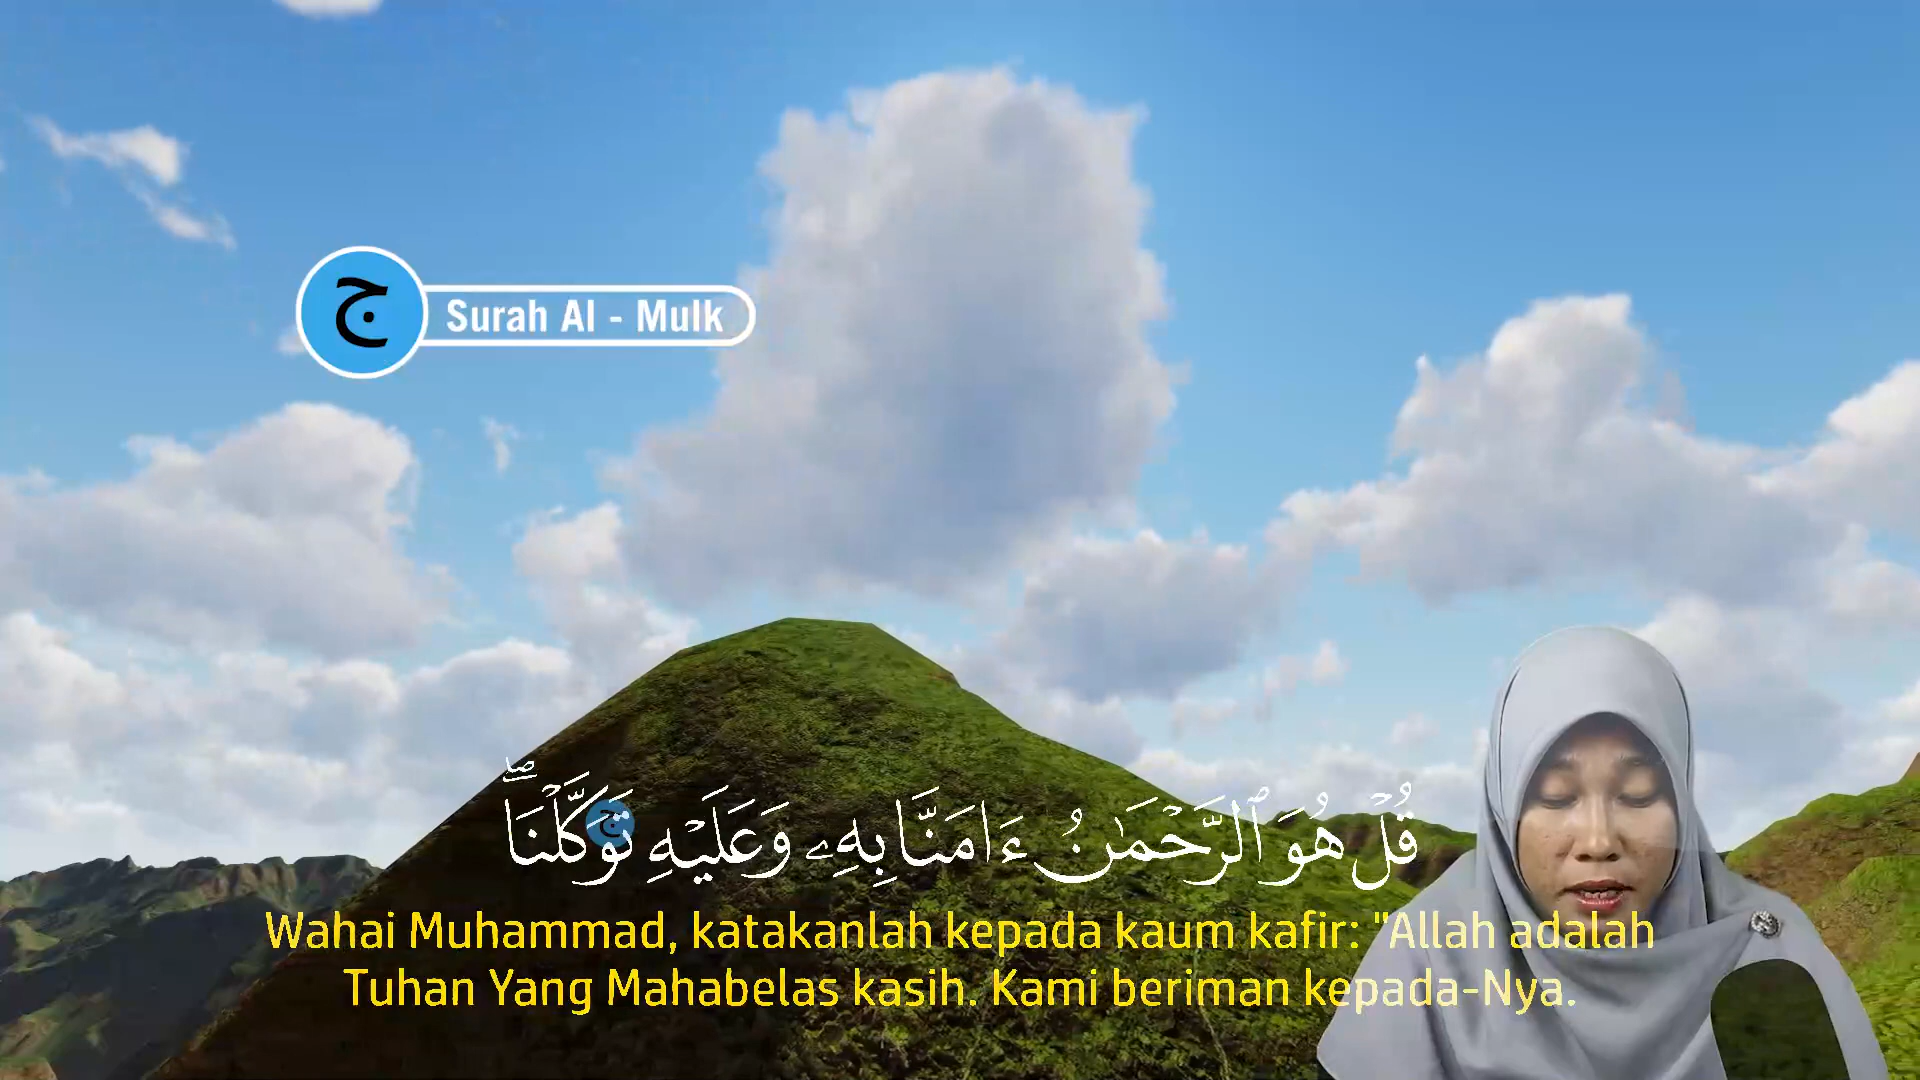 ج
Surah Al - Mulk
قُلْ هُوَ ٱلرَّحْمَـٰنُ ءَامَنَّا بِهِۦ وَعَلَيْهِ تَوَكَّلْنَا ۖ
ج
Wahai Muhammad, katakanlah kepada kaum kafir: "Allah adalah
Tuhan Yang Mahabelas kasih. Kami beriman kepada-Nya.